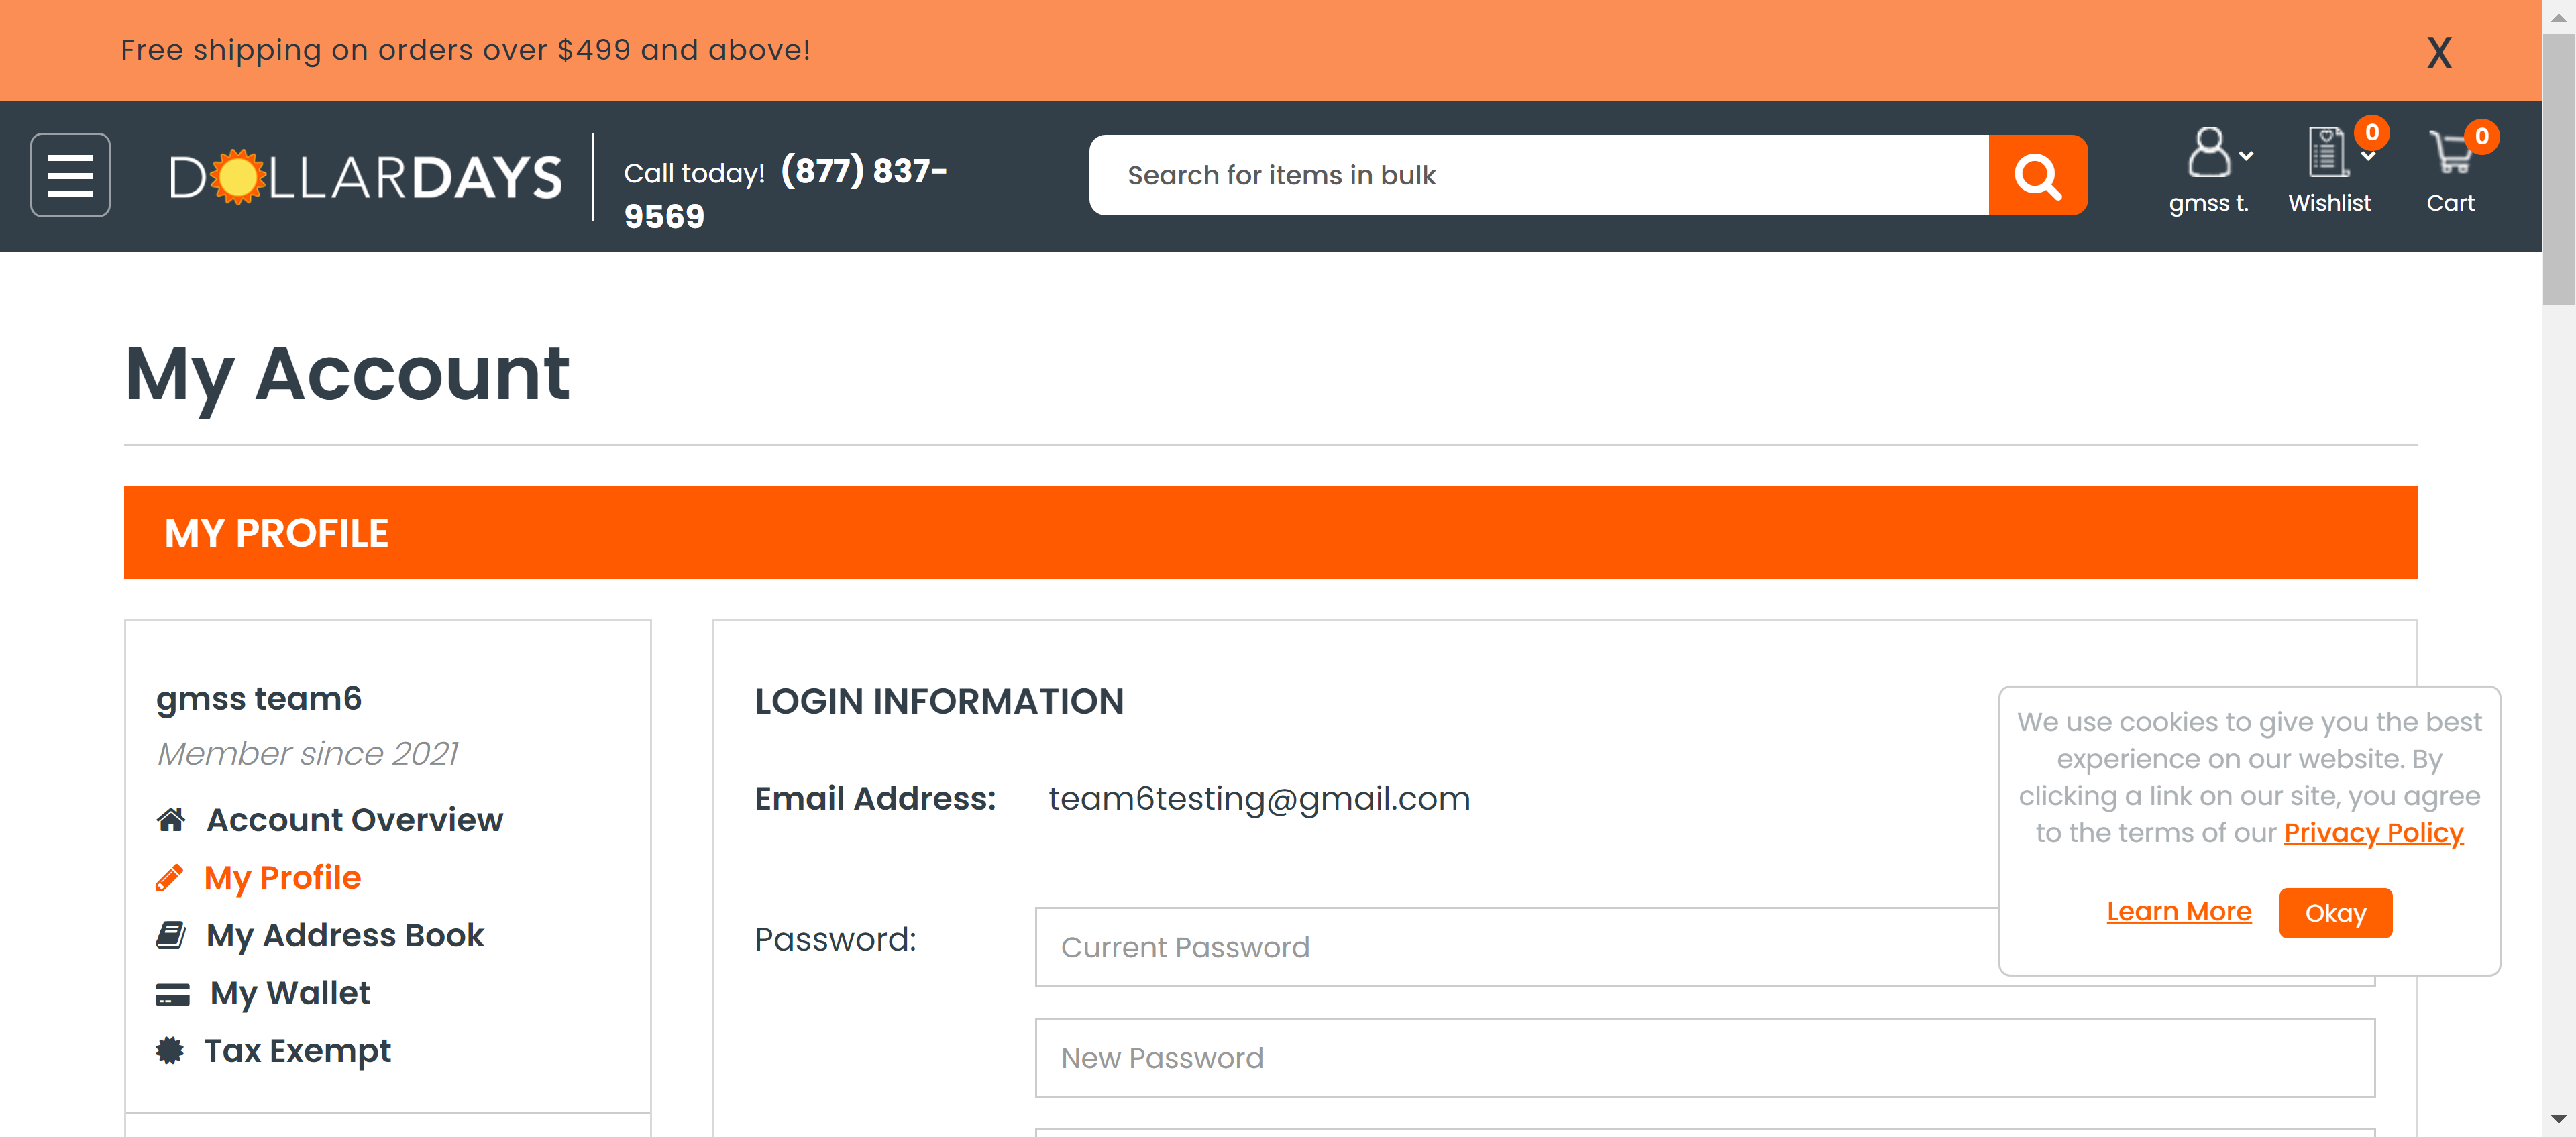 Free shipping on orders over $499 and above!
X
DOLLARDAYS
Call today! (877) 837-
9569
Search for items in bulk
gmss t.
0
Wishlist
0
Cart
My Account
MY PROFILE
gmss team6
Member since 2021
Account Overview
My Profile
My Address Book
My Wallet
Tax Exempt
LOGIN INFORMATION
Email Address: team6testing@gmail.com
Password:
Current Password
New Password
We use cookies to give you the best
experience on our website. By
clicking a link on our site, you agree
to the terms of our Privacy Policy
Learn More
Okay